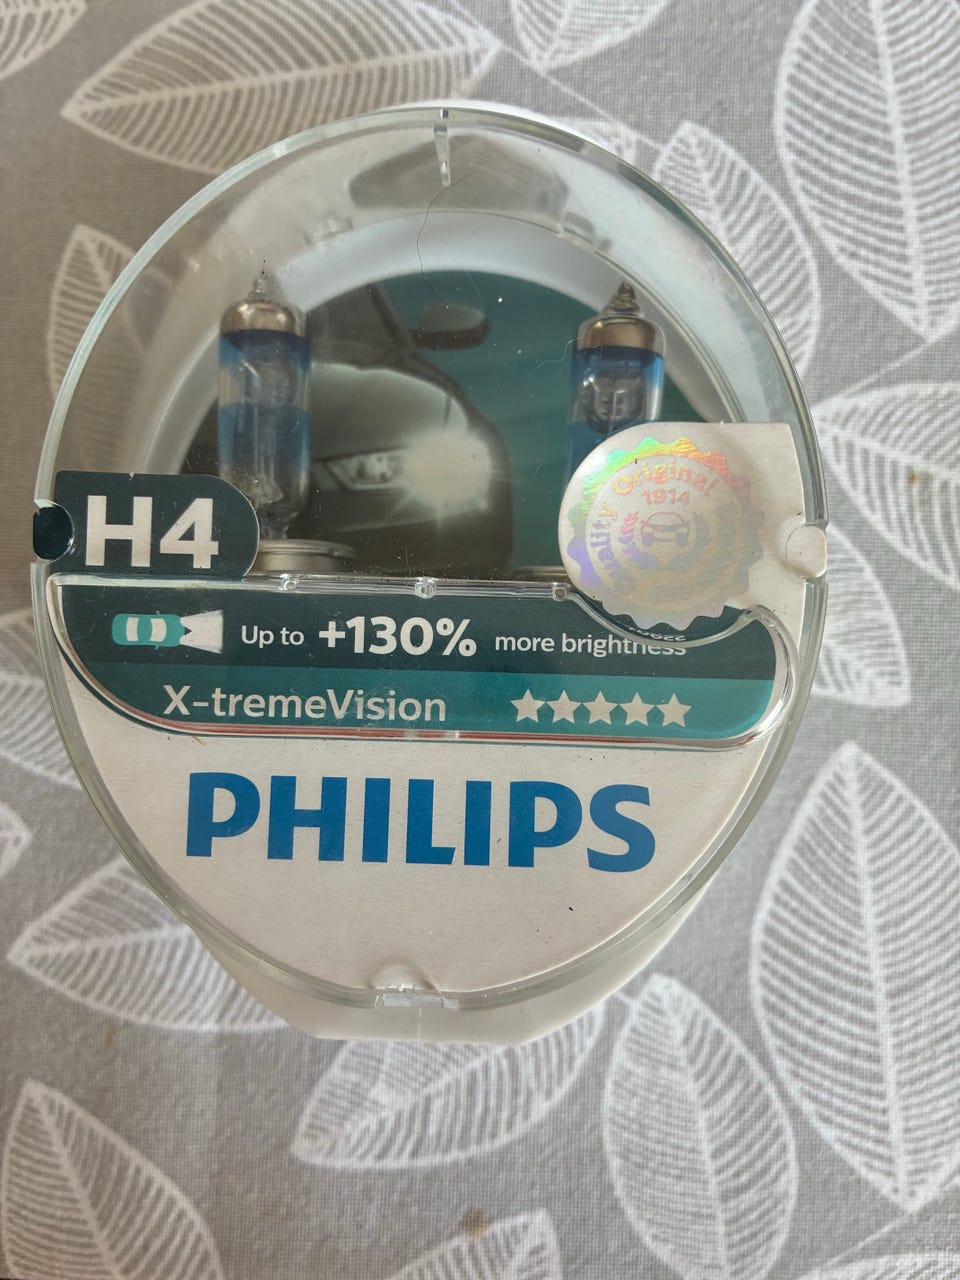 H4
Quality Original
1914
Up to +130% more brightness
X-tremeVision
PHILIPS